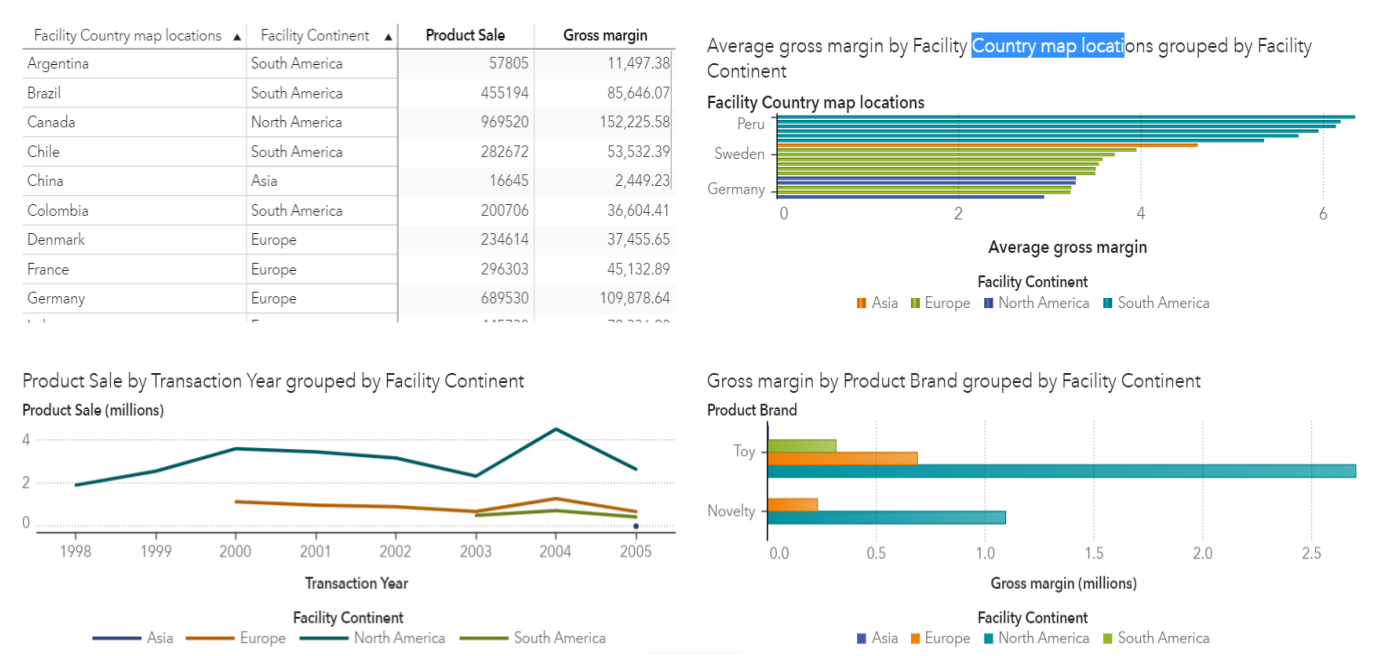 Facility Country map locations ▲ Facility Continent ▲ Product Sale Gross margin
Argentina South America 57805 11,497.38
Brazil South America 455194 85,646.07
Canada North America 969520 152,225.58
Chile South America 282672 53,532.39
China Asia 16645 2,449.23
Colombia South America 200706 36,604.41
Denmark Europe 234614 37,455.65
France Europe 296303 45,132.89
Germany Europe 689530 109,878.64
Average gross margin by Facility Country map locations grouped by Facility
Continent
Facility Country map locations
Peru
Sweden
Germany
0 2 4 6
Average gross margin
Facility Continent
Asia Europe North America South America
Product Sale by Transaction Year grouped by Facility Continent
Product Sale (millions)
4
2
0
1998 1999 2000 2001 2002 2003 2004 2005
Transaction Year
Facility Continent
Asia Europe North America South America
Gross margin by Product Brand grouped by Facility Continent
Product Brand
Toy
Novelty
0.0 0.5 1.0 1.5 2.0 2.5
Gross margin (millions)
Facility Continent
Asia Europe North America South America